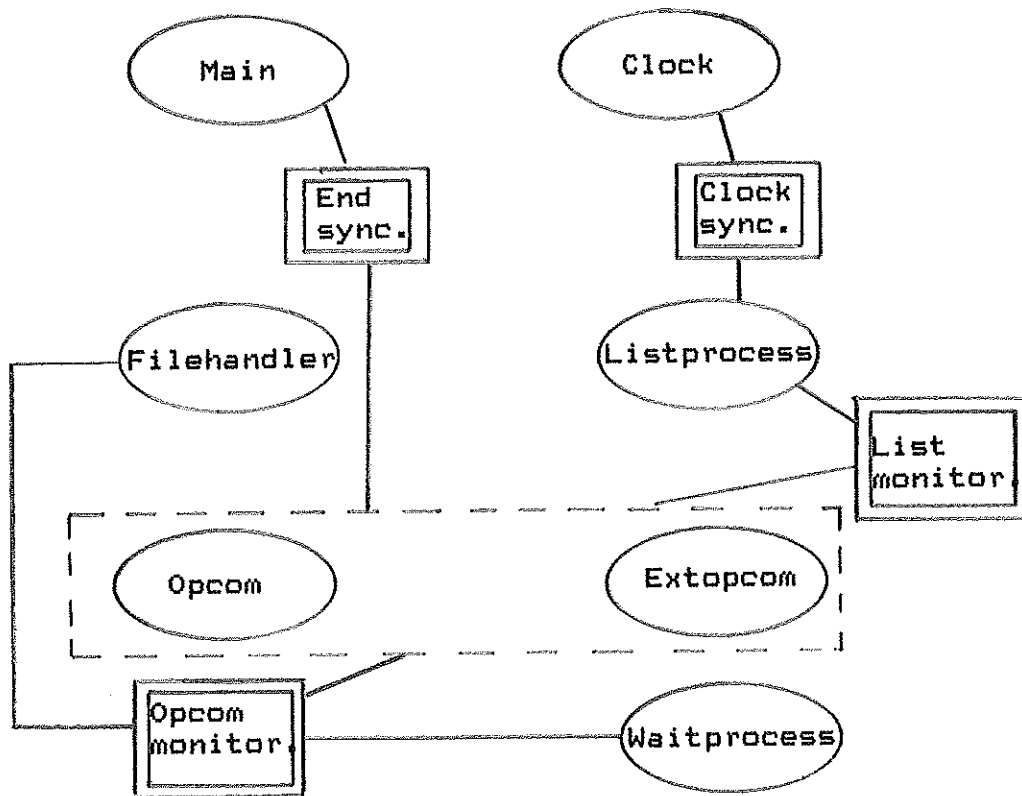 Main
Clock
End
sync.
Clock
sync.
Filehandler
Listprocess
List
monitor.
Opcom
Extopcom
Opcom
monitor.
Waitprocess